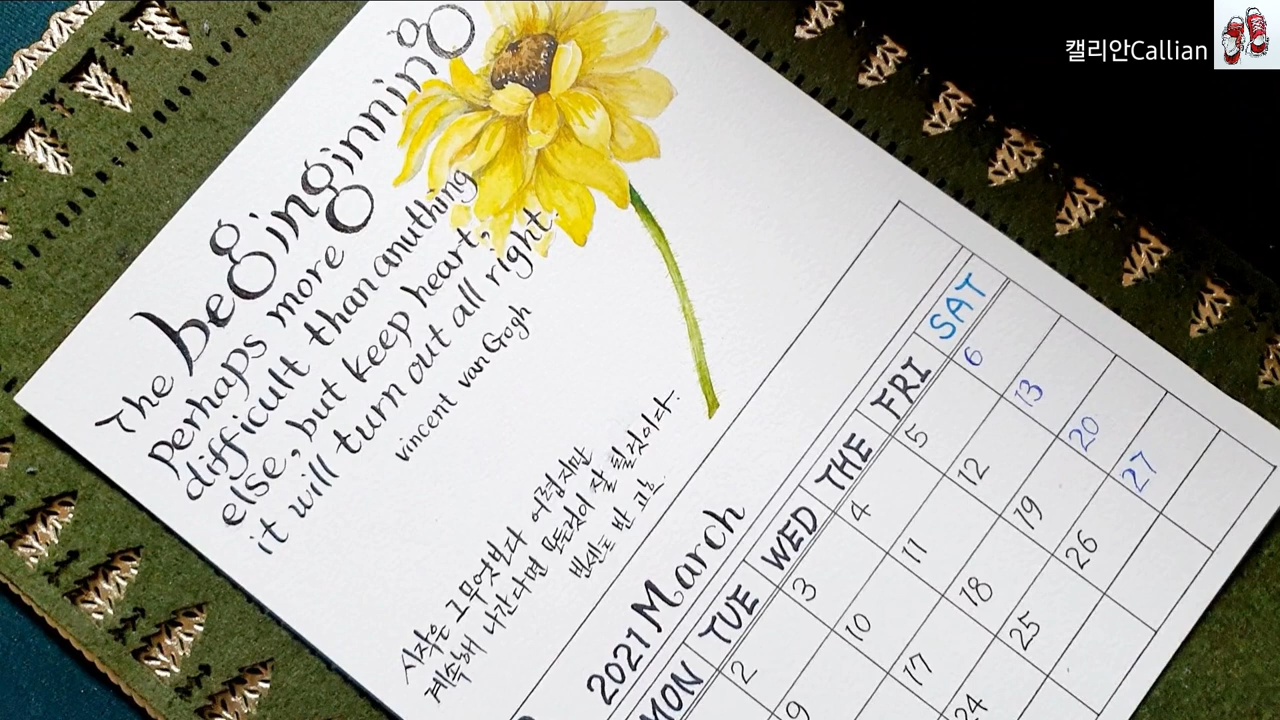 캘리안Callian
The beginginning
perhaps more
difficult than anuthing
else, but keep heart,
it will turn out all right.
vincent van Gogh
시작은 그 무엇보다 어렵지만
계속해 나간다면 모든것이 잘 될것이다.
빈센트 반 고흐
2021 March
MON TUE WED THE FRI SAT
2 3 4 5 6
9 10 11 12 13
17 18 19 20
24 25 26 27